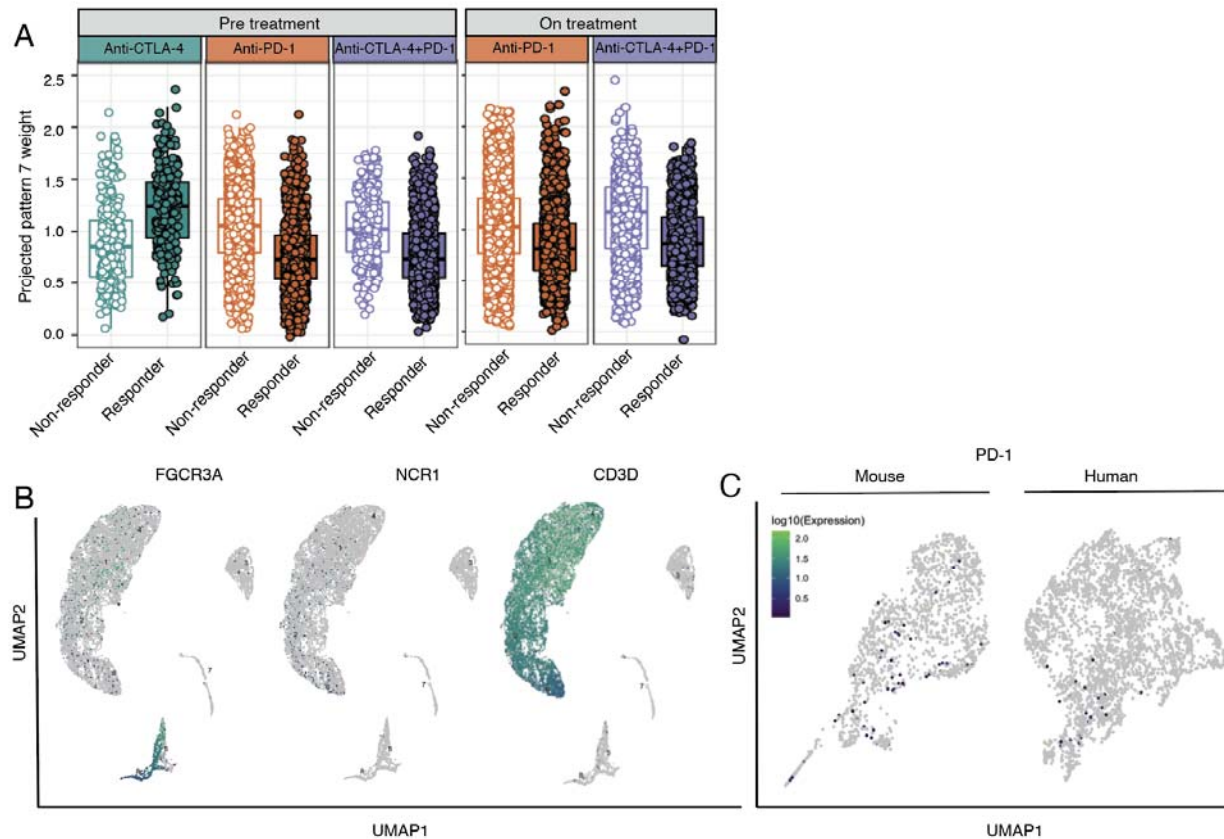 A
Pre treatment
On treatment
Anti-CTLA-4
Anti-PD-1
Anti-CTLA-4+PD-1
Anti-PD-1
Anti-CTLA-4+PD-1
Projected pattern 7 weight
2.5
2.0
1.5
1.0
0.5
0.0
Non-responder
Responder
Non-responder
Responder
Non-responder
Responder
Non-responder
Responder
Non-responder
Responder
B
FGCR3A
NCR1
CD3D
UMAP2
7
7
7
UMAP1
C
PD-1
Mouse
Human
log10(Expression)
2.0
1.5
1.0
0.5
UMAP2
UMAP1